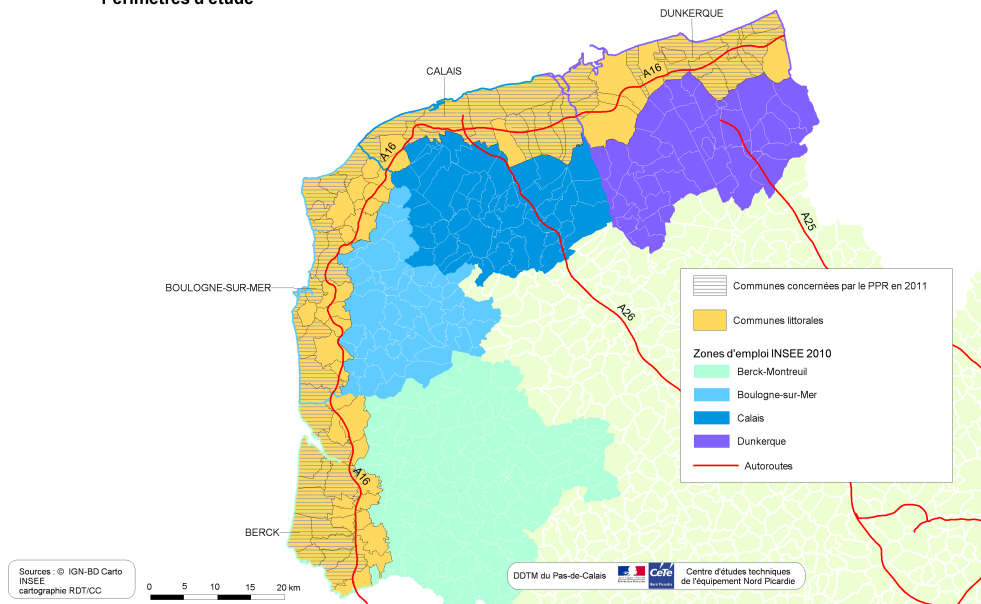 Périmètres d'étude
DUNKERQUE
CALAIS
A16
A16
A25
BOULOGNE-SUR-MER
A26
A16
BERCK
Communes concernées par le PPR en 2011
Communes littorales
Zones d'emploi INSEE 2010
Berck-Montreuil
Boulogne-sur-Mer
Calais
Dunkerque
Autoroutes
Sources : © IGN-BD Carto
INSEE
cartographie RDT/CC
0 5 10 15 20 km
DDTM du Pas-de-Calais
CeTe
Nord Picardie
Centre d'études techniques
de l'équipement Nord Picardie